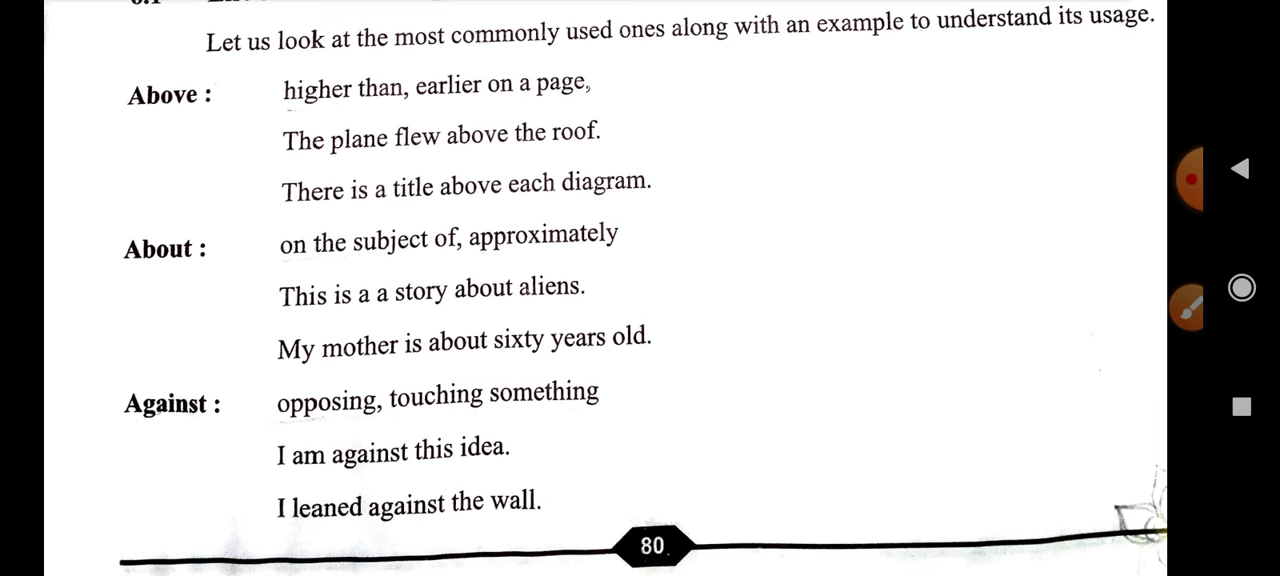 Let us look at the most commonly used ones along with an example to understand its usage.
Above : higher than, earlier on a page,
The plane flew above the roof.
There is a title above each diagram.
About : on the subject of, approximately
This is a a story about aliens.
My mother is about sixty years old.
Against : opposing, touching something
I am against this idea.
I leaned against the wall.
80